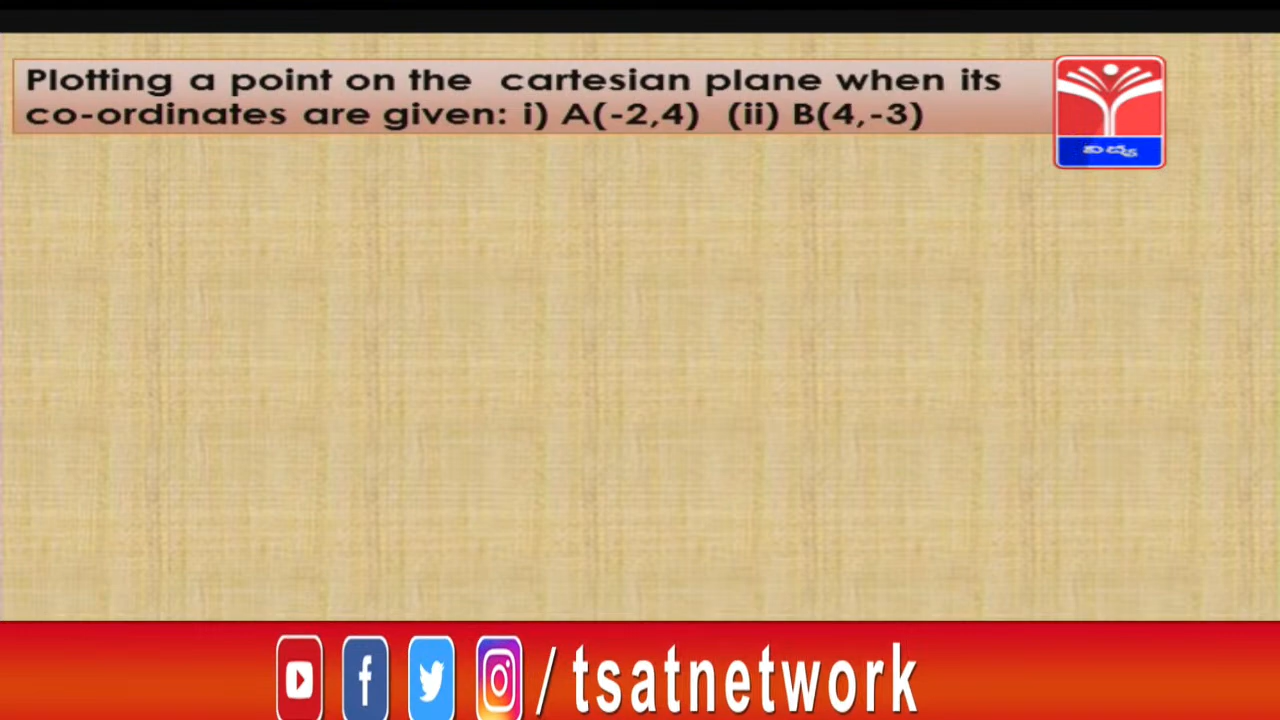 Plotting a point on the cartesian plane when its
co-ordinates are given: i) A(-2,4) (ii) B(4,-3)
విద్య
/tsatnetwork